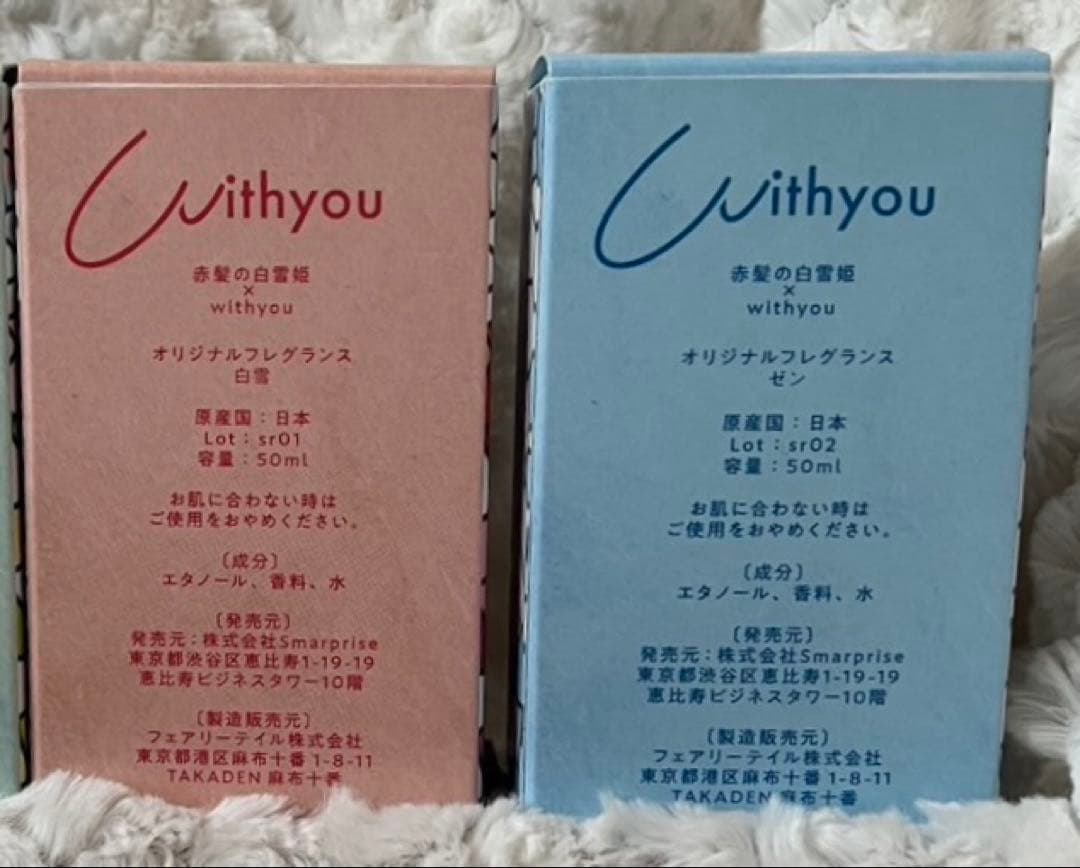 Withyou
赤髪の白雪姫
×
withyou
オリジナルフレグランス
白雪
原産国：日本
Lot：sr01
容量：50ml
お肌に合わない時は
ご使用をおやめください。
〔成分〕
エタノール、香料、水
〔発売元〕
発売元：株式会社Smarprise
東京都渋谷区恵比寿1-19-19
恵比寿ビジネスタワー10階
〔製造販売元〕
フェアリーテイル株式会社
東京都港区麻布十番1-8-11
TAKADEN 麻布十番
Withyou
赤髪の白雪姫
×
withyou
オリジナルフレグランス
ゼン
原産国：日本
Lot：sr02
容量：50ml
お肌に合わない時は
ご使用をおやめください。
〔成分〕
エタノール、香料、水
〔発売元〕
発売元：株式会社Smarprise
東京都渋谷区恵比寿1-19-19
恵比寿ビジネスタワー10階
〔製造販売元〕
フェアリーテイル株式会社
東京都港区麻布十番1-8-11
TAKADEN 麻布十番